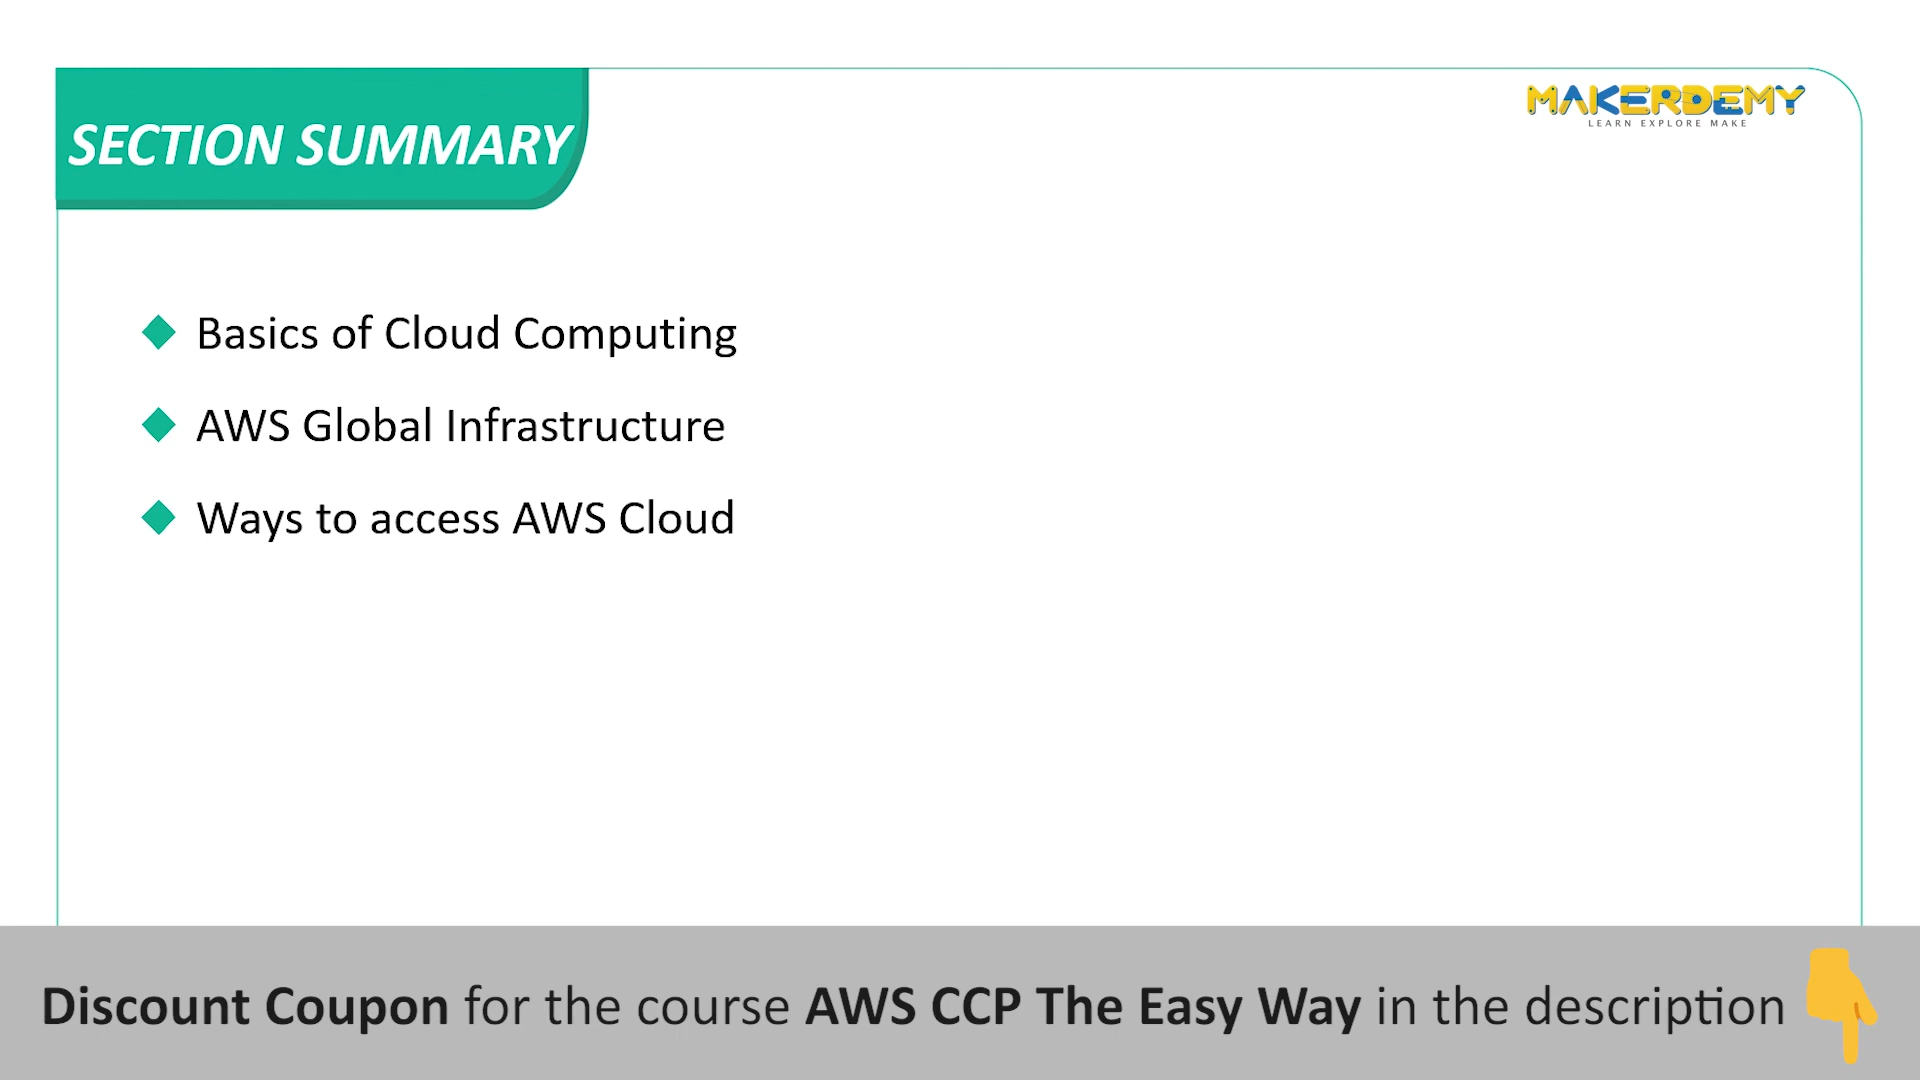 SECTION SUMMARY
MAKERDEMY
LEARN EXPLORE MAKE
Basics of Cloud Computing
AWS Global Infrastructure
Ways to access AWS Cloud
Discount Coupon for the course AWS CCP The Easy Way in the description